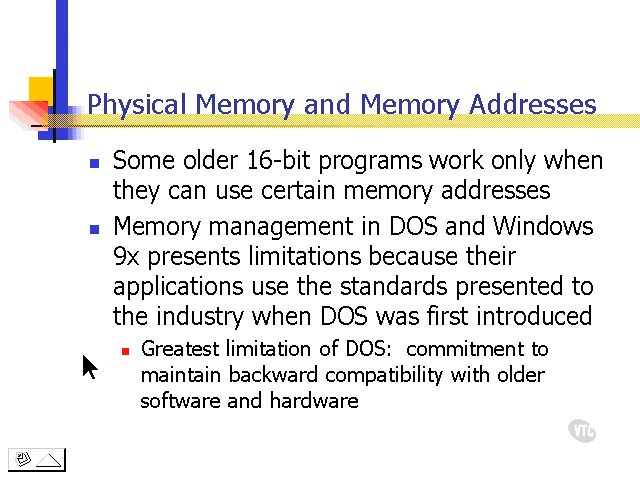 Physical Memory and Memory Addresses
Some older 16-bit programs work only when
they can use certain memory addresses
Memory management in DOS and Windows
9x presents limitations because their
applications use the standards presented to
the industry when DOS was first introduced
Greatest limitation of DOS: commitment to
maintain backward compatibility with older
software and hardware
VTC